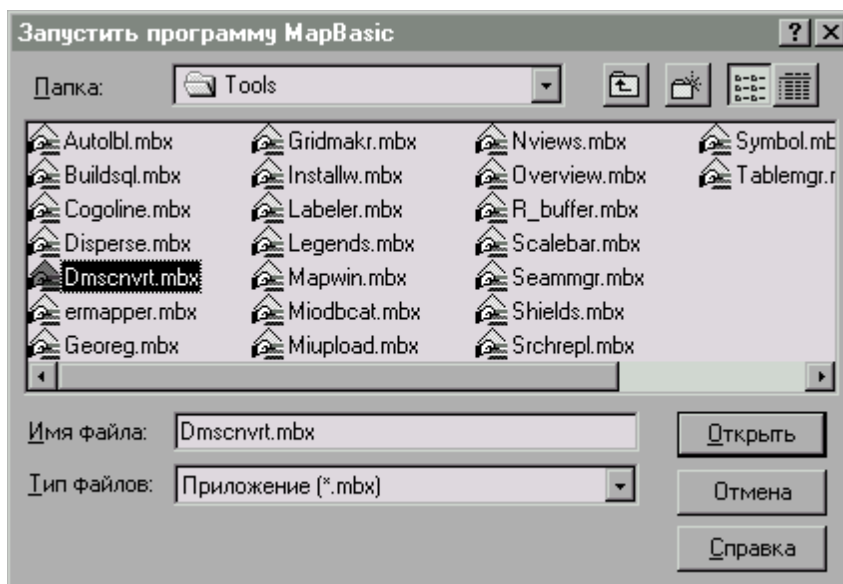 Запустить программу MapBasic
Папка: Tools
Autolbl.mbx Gridmakr.mbx Nviews.mbx Symbol.mb
Buildsql.mbx Installw.mbx Overview.mbx Tablemgr.r
Cogoline.mbx Labeler.mbx R_buffer.mbx
Disperse.mbx Legends.mbx Scalebar.mbx
Dmscnvrt.mbx Mapwin.mbx Seammgr.mbx
ermapper.mbx Miodbcat.mbx Shields.mbx
Georeg.mbx Miupload.mbx Srchrepl.mbx
Имя файла: Dmscnvrt.mbx Открыть
Тип файлов: Приложение (*.mbx) Отмена
Справка